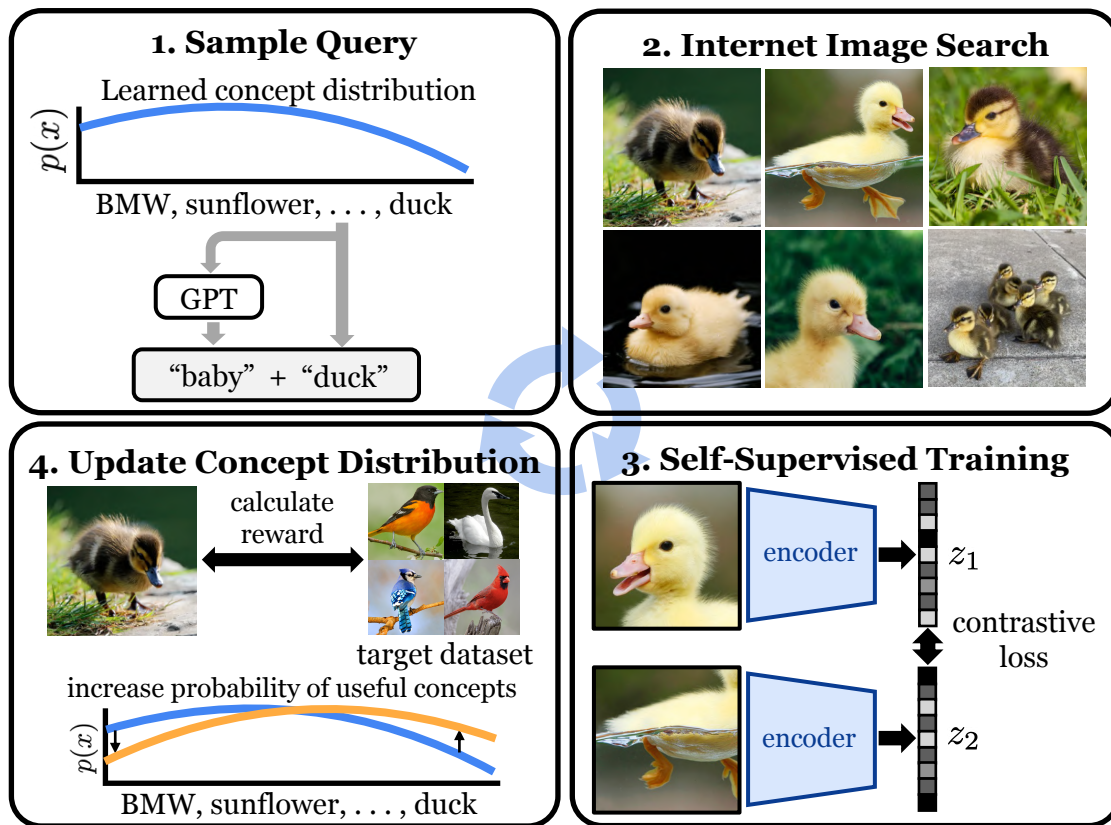 1. Sample Query
Learned concept distribution
p(x)
BMW, sunflower, . . . , duck
GPT
“baby” + “duck”
2. Internet Image Search
3. Self-Supervised Training
encoder
z1
contrastive
loss
encoder
z2
4. Update Concept Distribution
calculate
reward
target dataset
increase probability of useful concepts
p(x)
BMW, sunflower, . . . , duck